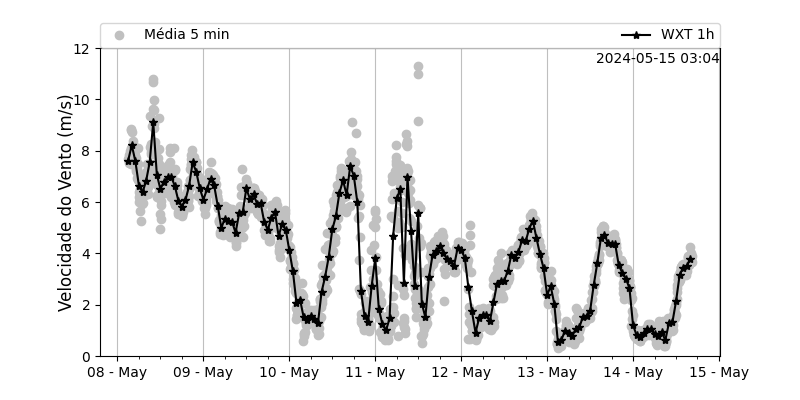 Média 5 min
WXT 1h
2024-05-15 03:04
Velocidade do Vento (m/s)
12
10
8
6
4
2
0
08 - May
09 - May
10 - May
11 - May
12 - May
13 - May
14 - May
15 - May